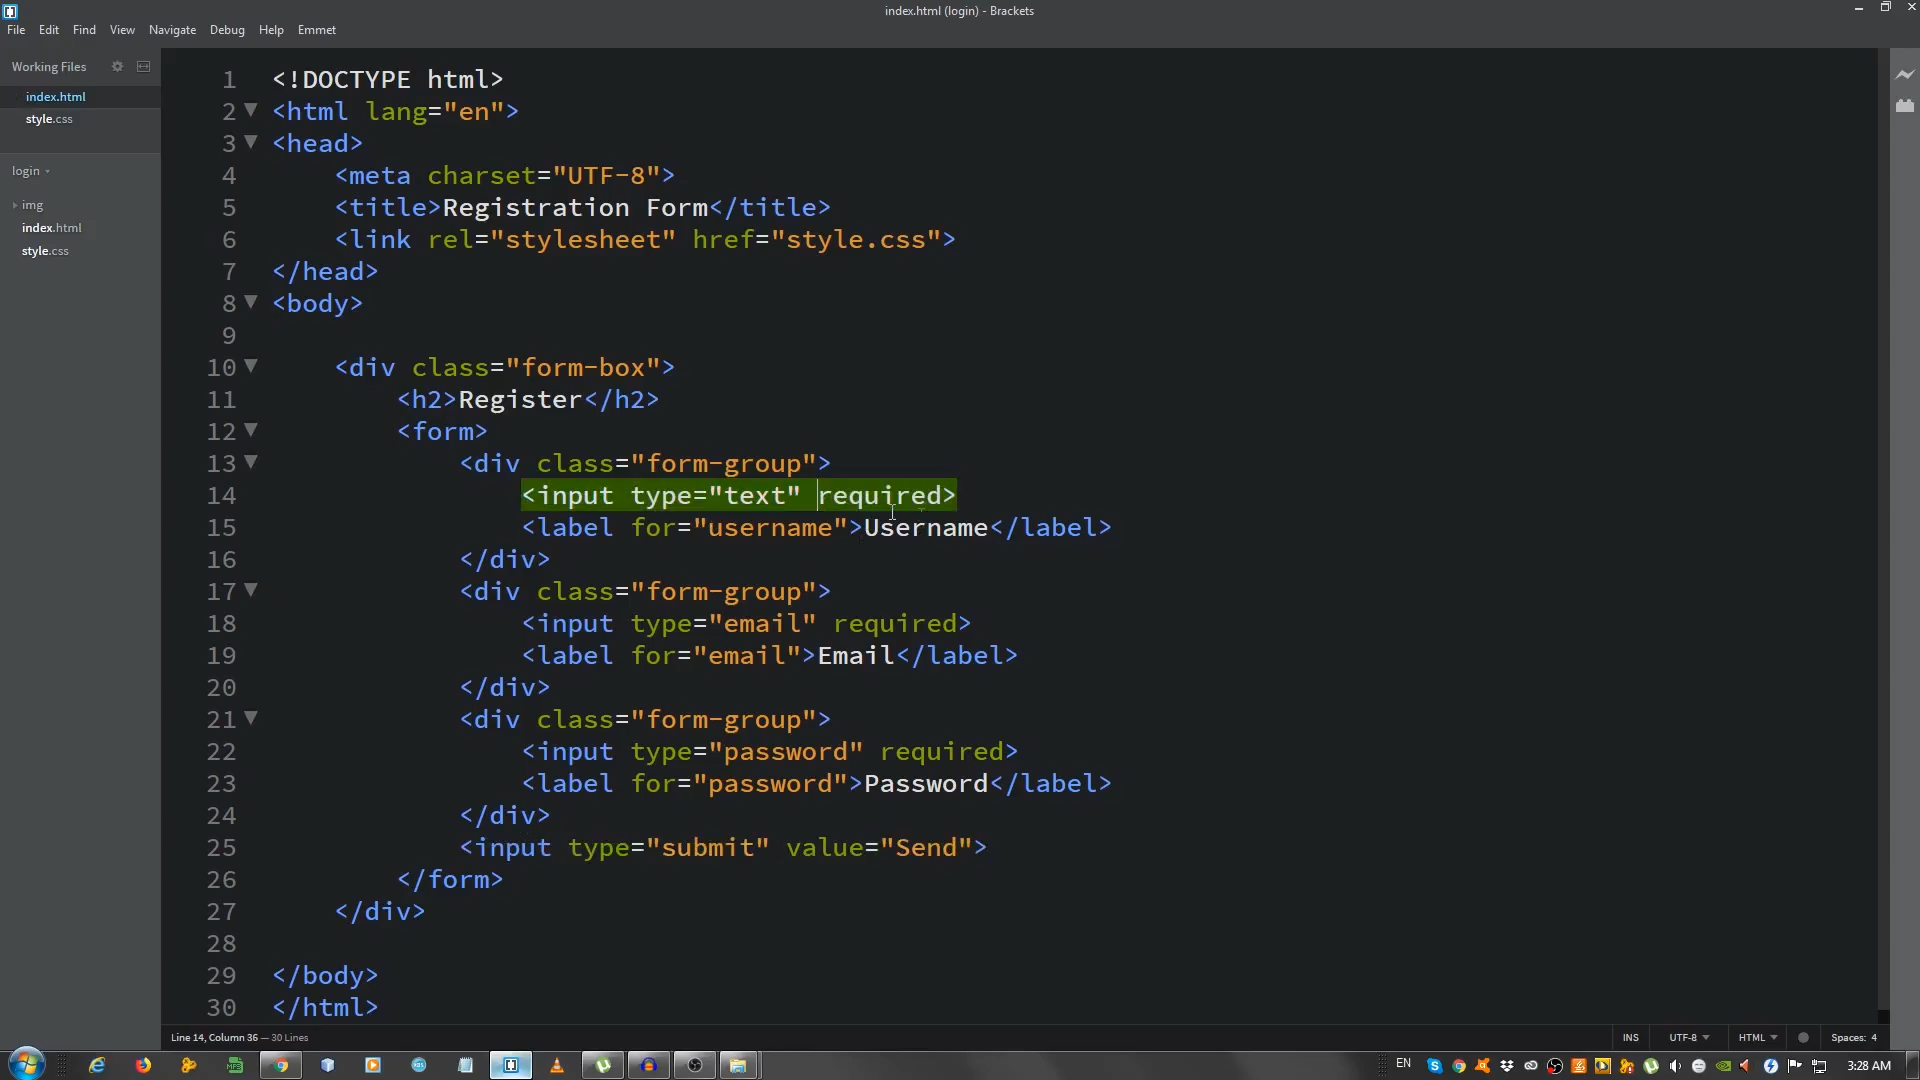 index.html (login) - Brackets
File Edit Find View Navigate Debug Help Emmet
Working Files
index.html
style.css
login
img
index.html
style.css
1 <!DOCTYPE html>
2 <html lang="en">
3 <head>
4 <meta charset="UTF-8">
5 <title>Registration Form</title>
6 <link rel="stylesheet" href="style.css">
7 </head>
8 <body>
9
10 <div class="form-box">
11 <h2>Register</h2>
12 <form>
13 <div class="form-group">
14 <input type="text" required>
15 <label for="username">Username</label>
16 </div>
17 <div class="form-group">
18 <input type="email" required>
19 <label for="email">Email</label>
20 </div>
21 <div class="form-group">
22 <input type="password" required>
23 <label for="password">Password</label>
24 </div>
25 <input type="submit" value="Send">
26 </form>
27 </div>
28
29 </body>
30 </html>
Line 14, Column 36 — 30 Lines
INS UTF-8 HTML Spaces: 4
EN 3:28 AM